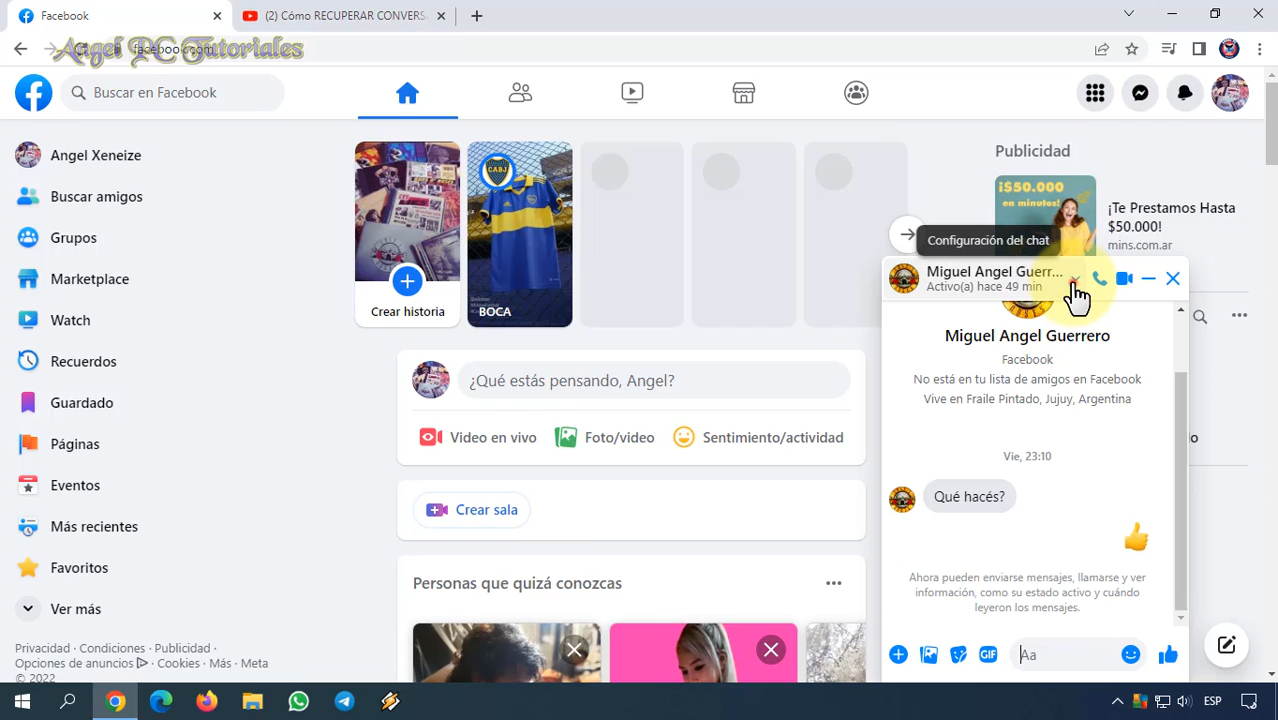 Facebook
(2) Cómo RECUPERAR CONVERS
Angel PC Tutoriales
facebook.com
Buscar en Facebook
Angel Xeneize
Buscar amigos
Grupos
Marketplace
Watch
Recuerdos
Guardado
Páginas
Eventos
Más recientes
Favoritos
Ver más
Privacidad · Condiciones · Publicidad ·
Opciones de anuncios · Cookies · Más · Meta
© 2022
Crear historia
CABJ
BOCA
¿Qué estás pensando, Angel?
Video en vivo
Foto/video
Sentimiento/actividad
Crear sala
Personas que quizá conozcas
Publicidad
¡$50.000
en minutos!
¡Te Prestamos Hasta
$50.000!
mins.com.ar
Configuración del chat
Miguel Angel Guerr...
Activo(a) hace 49 min
Miguel Angel Guerrero
Facebook
No está en tu lista de amigos en Facebook
Vive en Fraile Pintado, Jujuy, Argentina
Vie, 23:10
Qué hacés?
Ahora pueden enviarse mensajes, llamarse y ver
información, como su estado activo y cuándo
leyeron los mensajes.
GIF
Aa
ESP